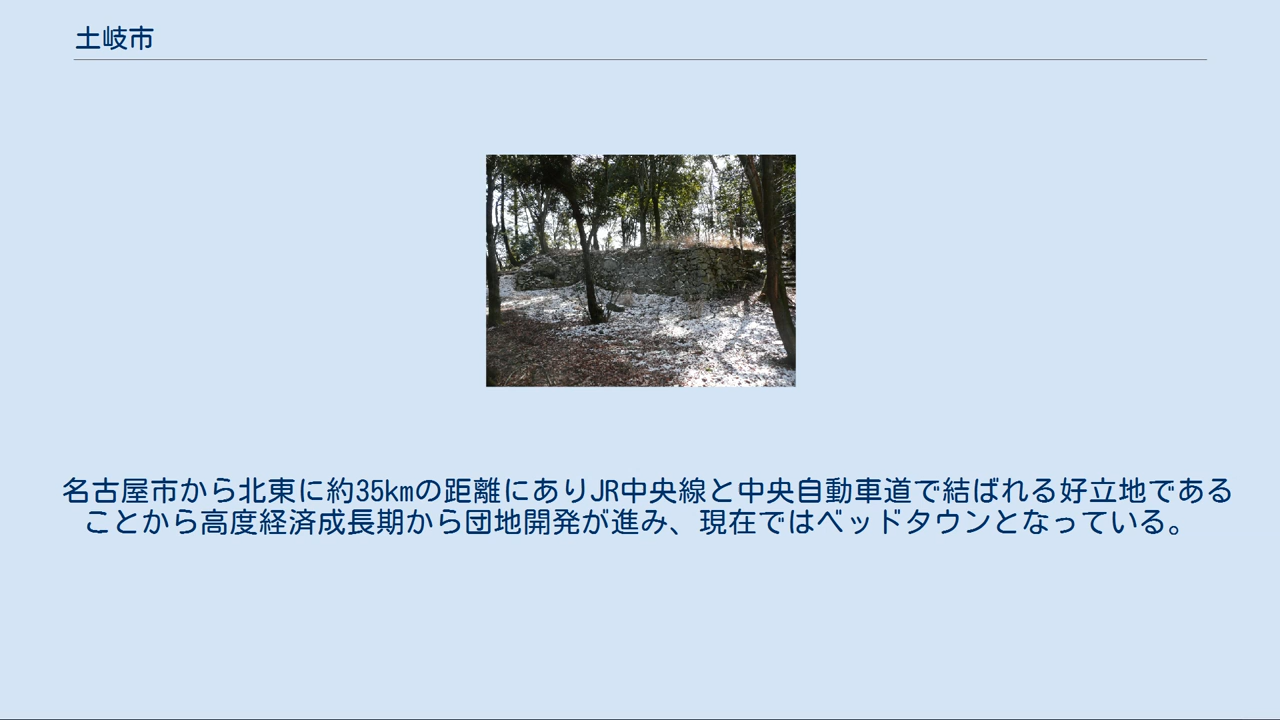 土岐市
名古屋市から北東に約35kmの距離にありJR中央線と中央自動車道で結ばれる好立地である
ことから高度経済成長期から団地開発が進み、現在ではベッドタウンとなっている。